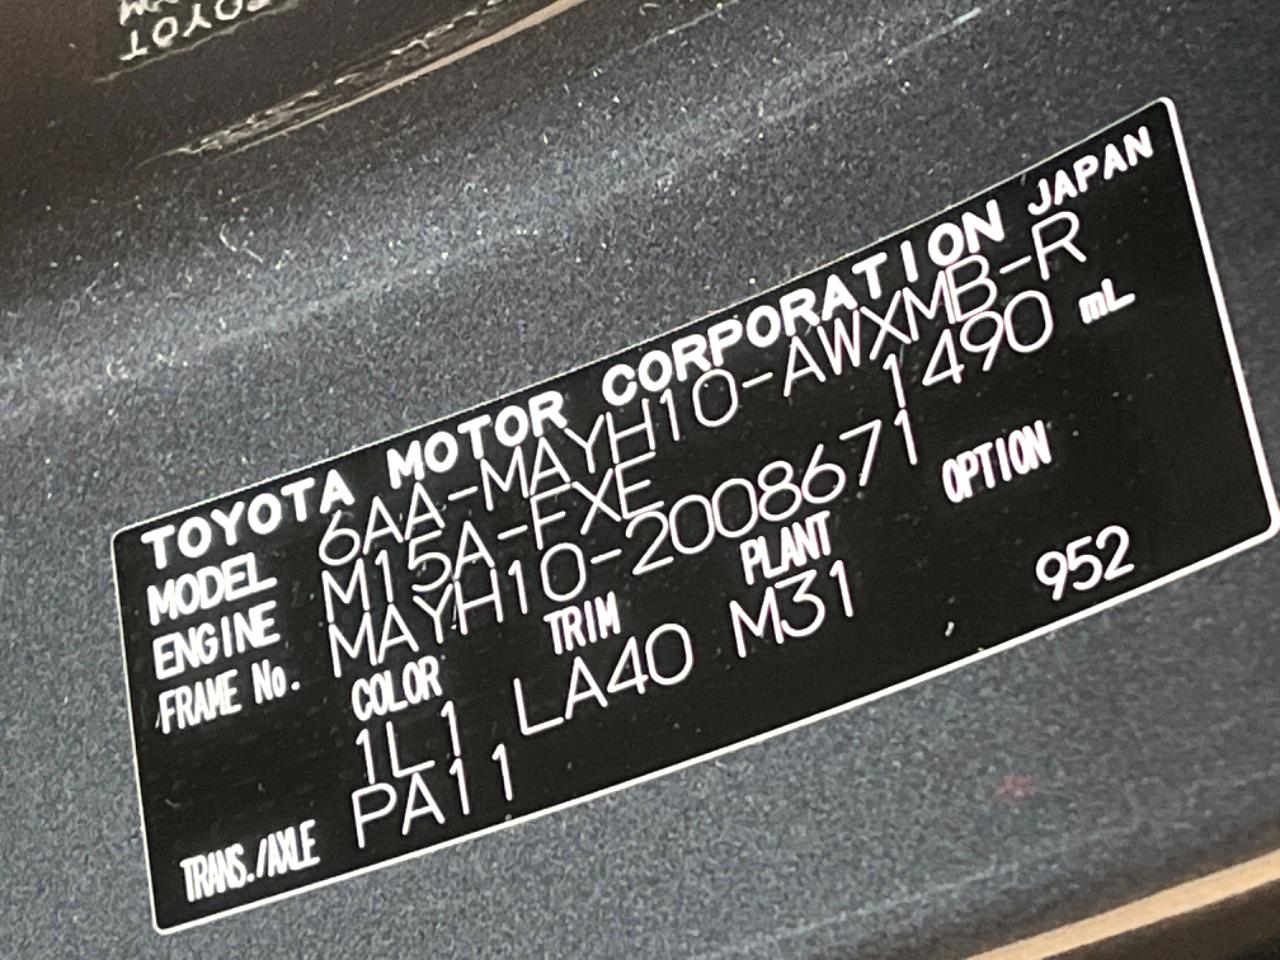 TOYOTA MOTOR CORPORATION JAPAN
MODEL 6AA-MAYH10-AWXMB-R
ENGINE M15A-FXE 1490 mL
FRAME No. MAYH10-2008671
COLOR TRIM PLANT OPTION
1L1 LA40 M31 952
TRANS./AXLE PA11